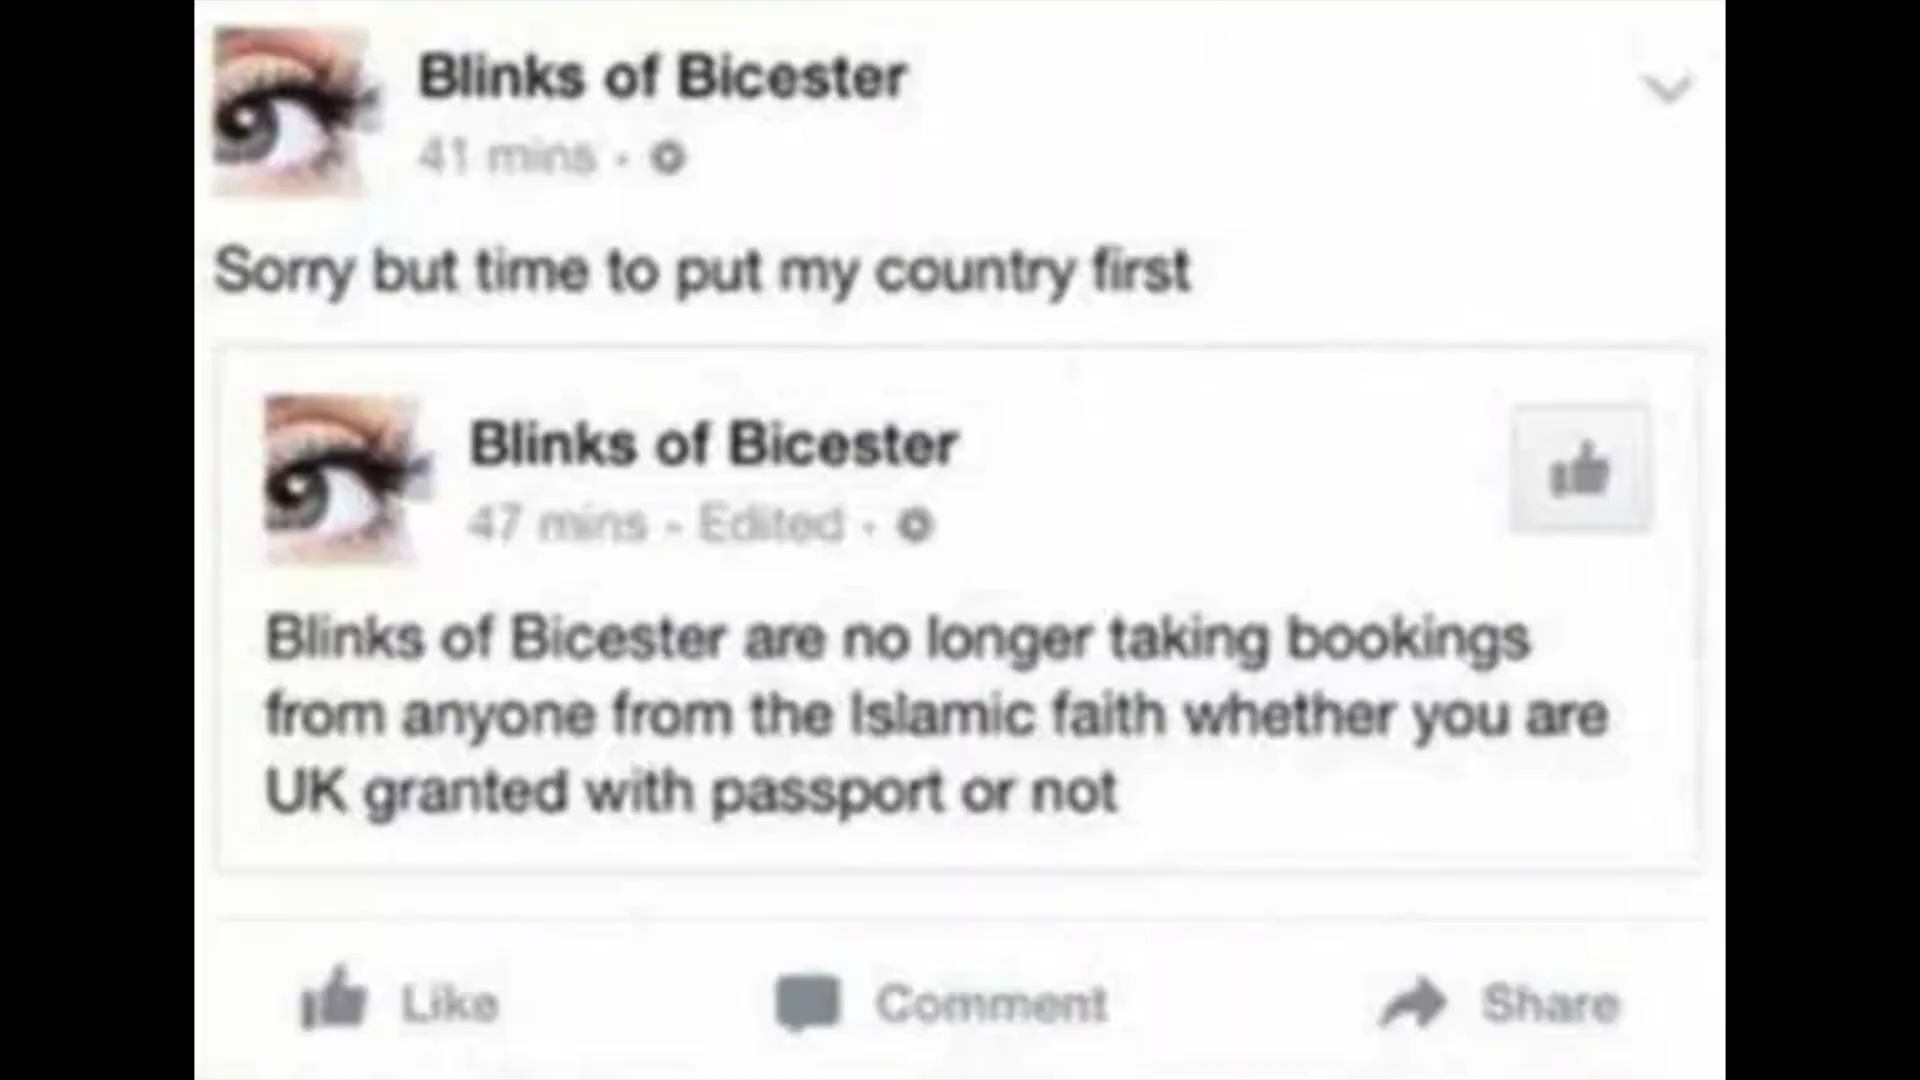 Blinks of Bicester
41 mins ·
Sorry but time to put my country first
Blinks of Bicester
47 mins · Edited ·
Blinks of Bicester are no longer taking bookings
from anyone from the Islamic faith whether you are
UK granted with passport or not
Like Comment Share